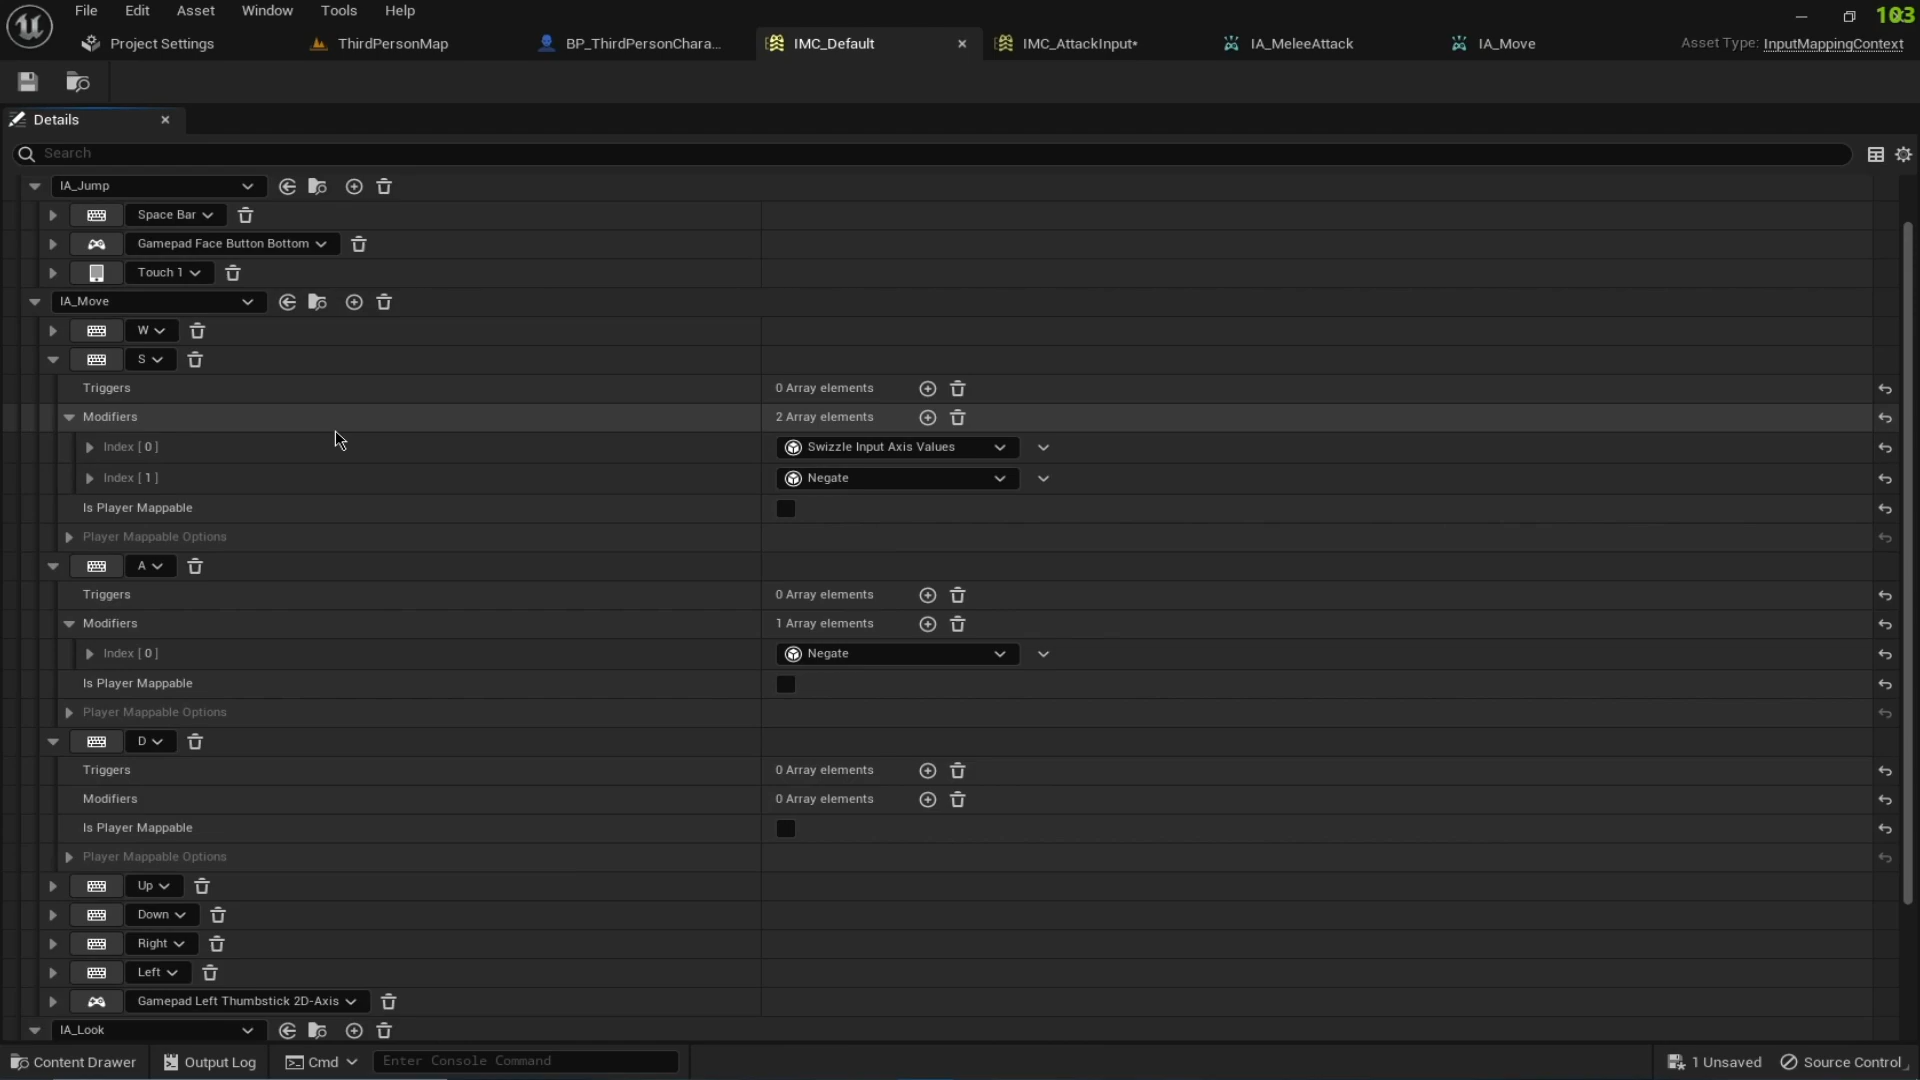 File Edit Asset Window Tools Help
103
Project Settings ThirdPersonMap BP_ThirdPersonChara... IMC_Default IMC_AttackInput* IA_MeleeAttack IA_Move Asset Type: InputMappingContext
Details
Search
IA_Jump
Space Bar
Gamepad Face Button Bottom
Touch 1
IA_Move
W
S
Triggers 0 Array elements
Modifiers 2 Array elements
Index [ 0 ] Swizzle Input Axis Values
Index [ 1 ] Negate
Is Player Mappable
Player Mappable Options
A
Triggers 0 Array elements
Modifiers 1 Array elements
Index [ 0 ] Negate
Is Player Mappable
Player Mappable Options
D
Triggers 0 Array elements
Modifiers 0 Array elements
Is Player Mappable
Player Mappable Options
Up
Down
Right
Left
Gamepad Left Thumbstick 2D-Axis
IA_Look
Content Drawer Output Log Cmd Enter Console Command 1 Unsaved Source Control